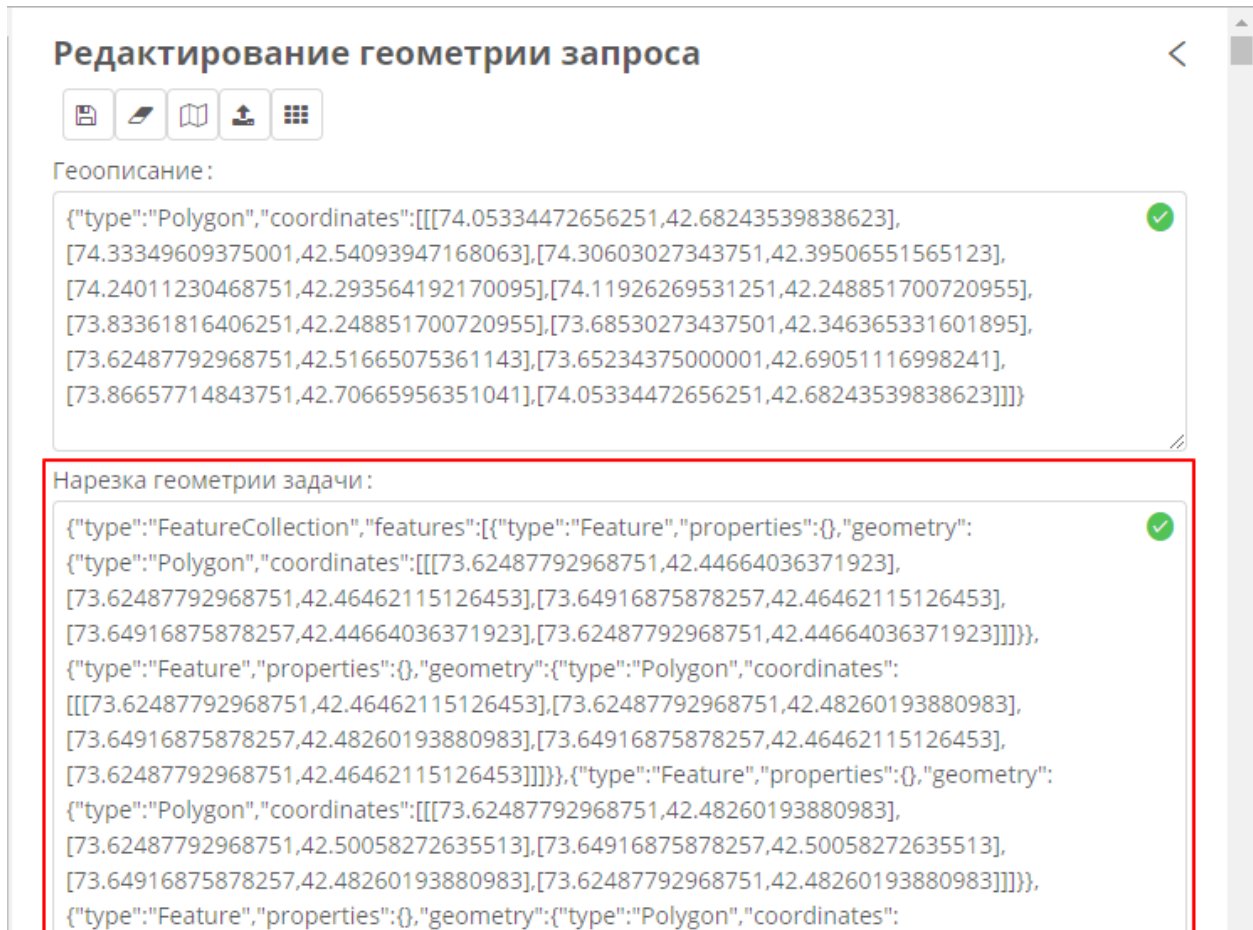 Редактирование геометрии запроса
Геоописание:
{"type":"Polygon","coordinates":[[[74.05334472656251,42.68243539838623],
[74.33349609375001,42.54093947168063],[74.30603027343751,42.39506551565123],
[74.24011230468751,42.293564192170095],[74.11926269531251,42.248851700720955],
[73.83361816406251,42.248851700720955],[73.68530273437501,42.346365331601895],
[73.62487792968751,42.51665075361143],[73.65234375000001,42.69051116998241],
[73.86657714843751,42.70665956351041],[74.05334472656251,42.68243539838623]]]}
Нарезка геометрии задачи:
{"type":"FeatureCollection","features":[{"type":"Feature","properties":{},"geometry":
{"type":"Polygon","coordinates":[[[73.62487792968751,42.44664036371923],
[73.62487792968751,42.46462115126453],[73.64916875878257,42.46462115126453],
[73.64916875878257,42.44664036371923],[73.62487792968751,42.44664036371923]]]}},
{"type":"Feature","properties":{},"geometry":{"type":"Polygon","coordinates":
[[[73.62487792968751,42.46462115126453],[73.62487792968751,42.48260193880983],
[73.64916875878257,42.48260193880983],[73.64916875878257,42.46462115126453],
[73.62487792968751,42.46462115126453]]]}},{"type":"Feature","properties":{},"geometry":
{"type":"Polygon","coordinates":[[[73.62487792968751,42.48260193880983],
[73.62487792968751,42.50058272635513],[73.64916875878257,42.50058272635513],
[73.64916875878257,42.48260193880983],[73.62487792968751,42.48260193880983]]]}},
{"type":"Feature","properties":{},"geometry":{"type":"Polygon","coordinates":